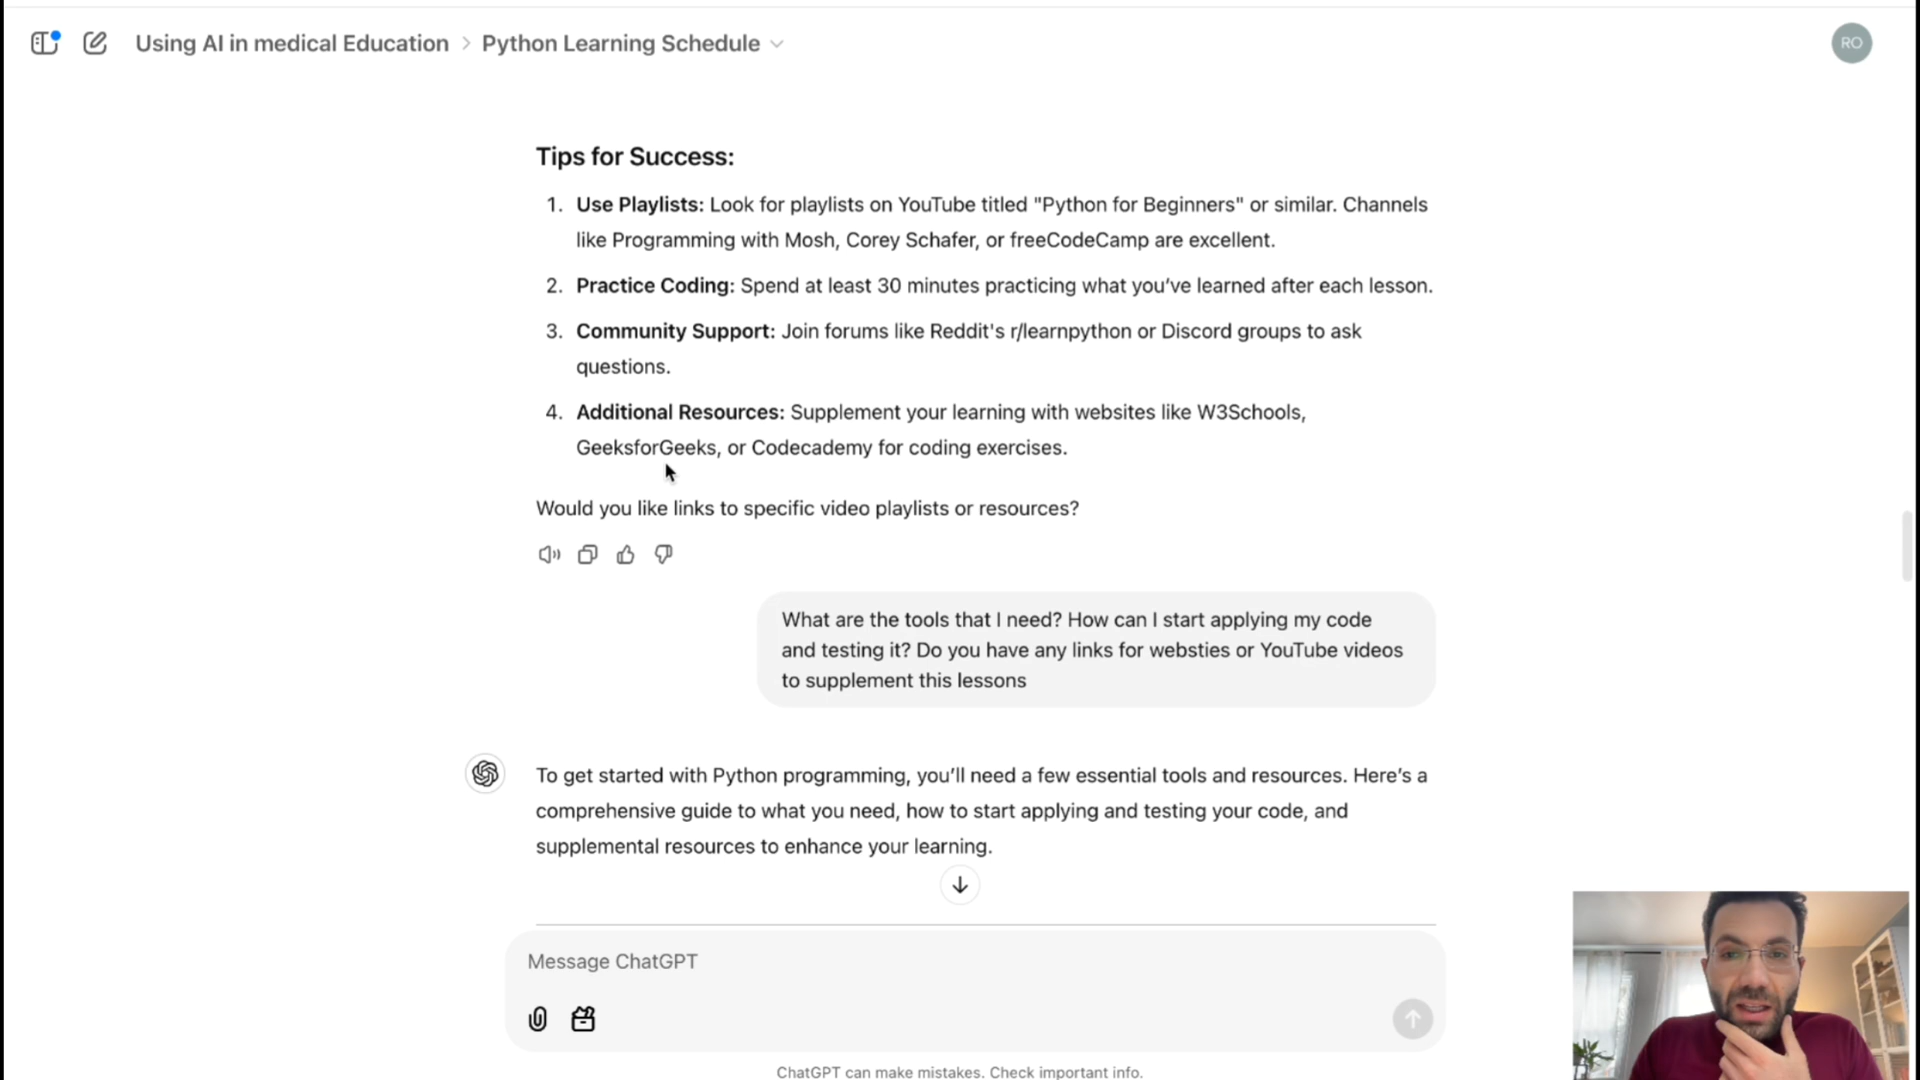 Using AI in medical Education > Python Learning Schedule
RO
Tips for Success:
1. Use Playlists: Look for playlists on YouTube titled "Python for Beginners" or similar. Channels
like Programming with Mosh, Corey Schafer, or freeCodeCamp are excellent.
2. Practice Coding: Spend at least 30 minutes practicing what you’ve learned after each lesson.
3. Community Support: Join forums like Reddit's r/learnpython or Discord groups to ask
questions.
4. Additional Resources: Supplement your learning with websites like W3Schools,
GeeksforGeeks, or Codecademy for coding exercises.
Would you like links to specific video playlists or resources?
What are the tools that I need? How can I start applying my code
and testing it? Do you have any links for websties or YouTube videos
to supplement this lessons
To get started with Python programming, you’ll need a few essential tools and resources. Here’s a
comprehensive guide to what you need, how to start applying and testing your code, and
supplemental resources to enhance your learning.
Message ChatGPT
ChatGPT can make mistakes. Check important info.